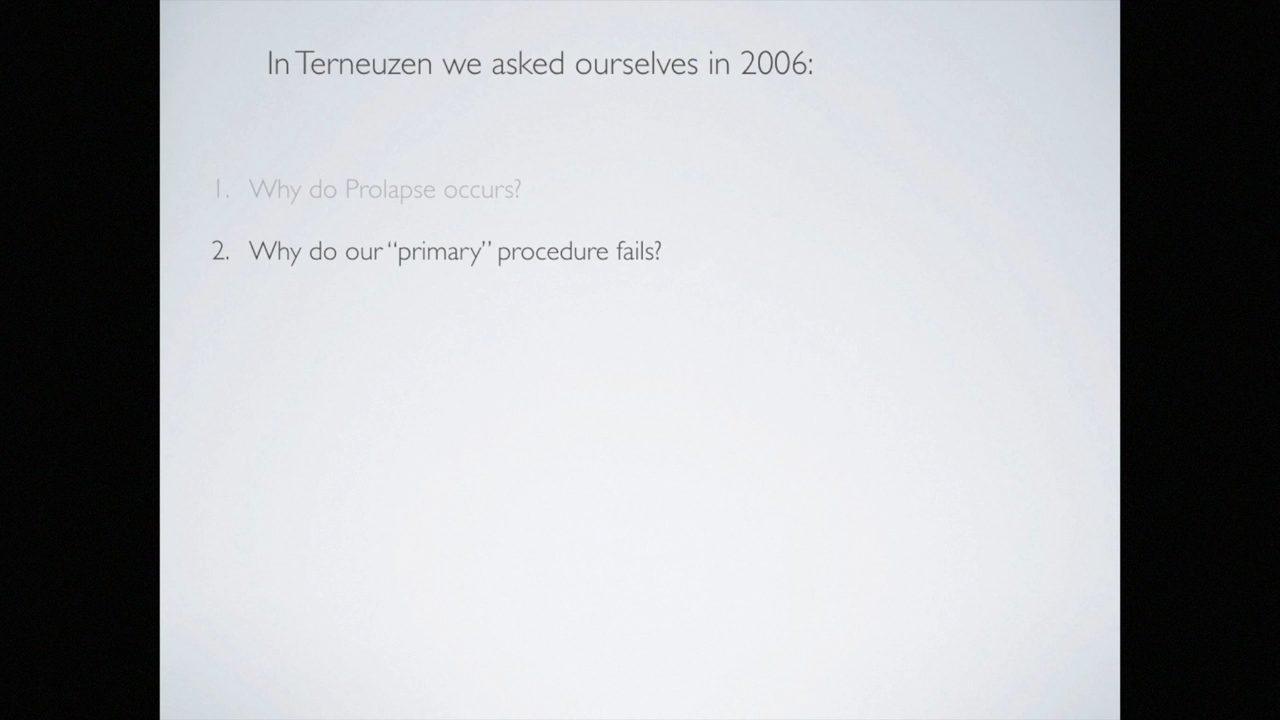 In Terneuzen we asked ourselves in 2006:
1. Why do Prolapse occurs?
2. Why do our “primary” procedure fails?